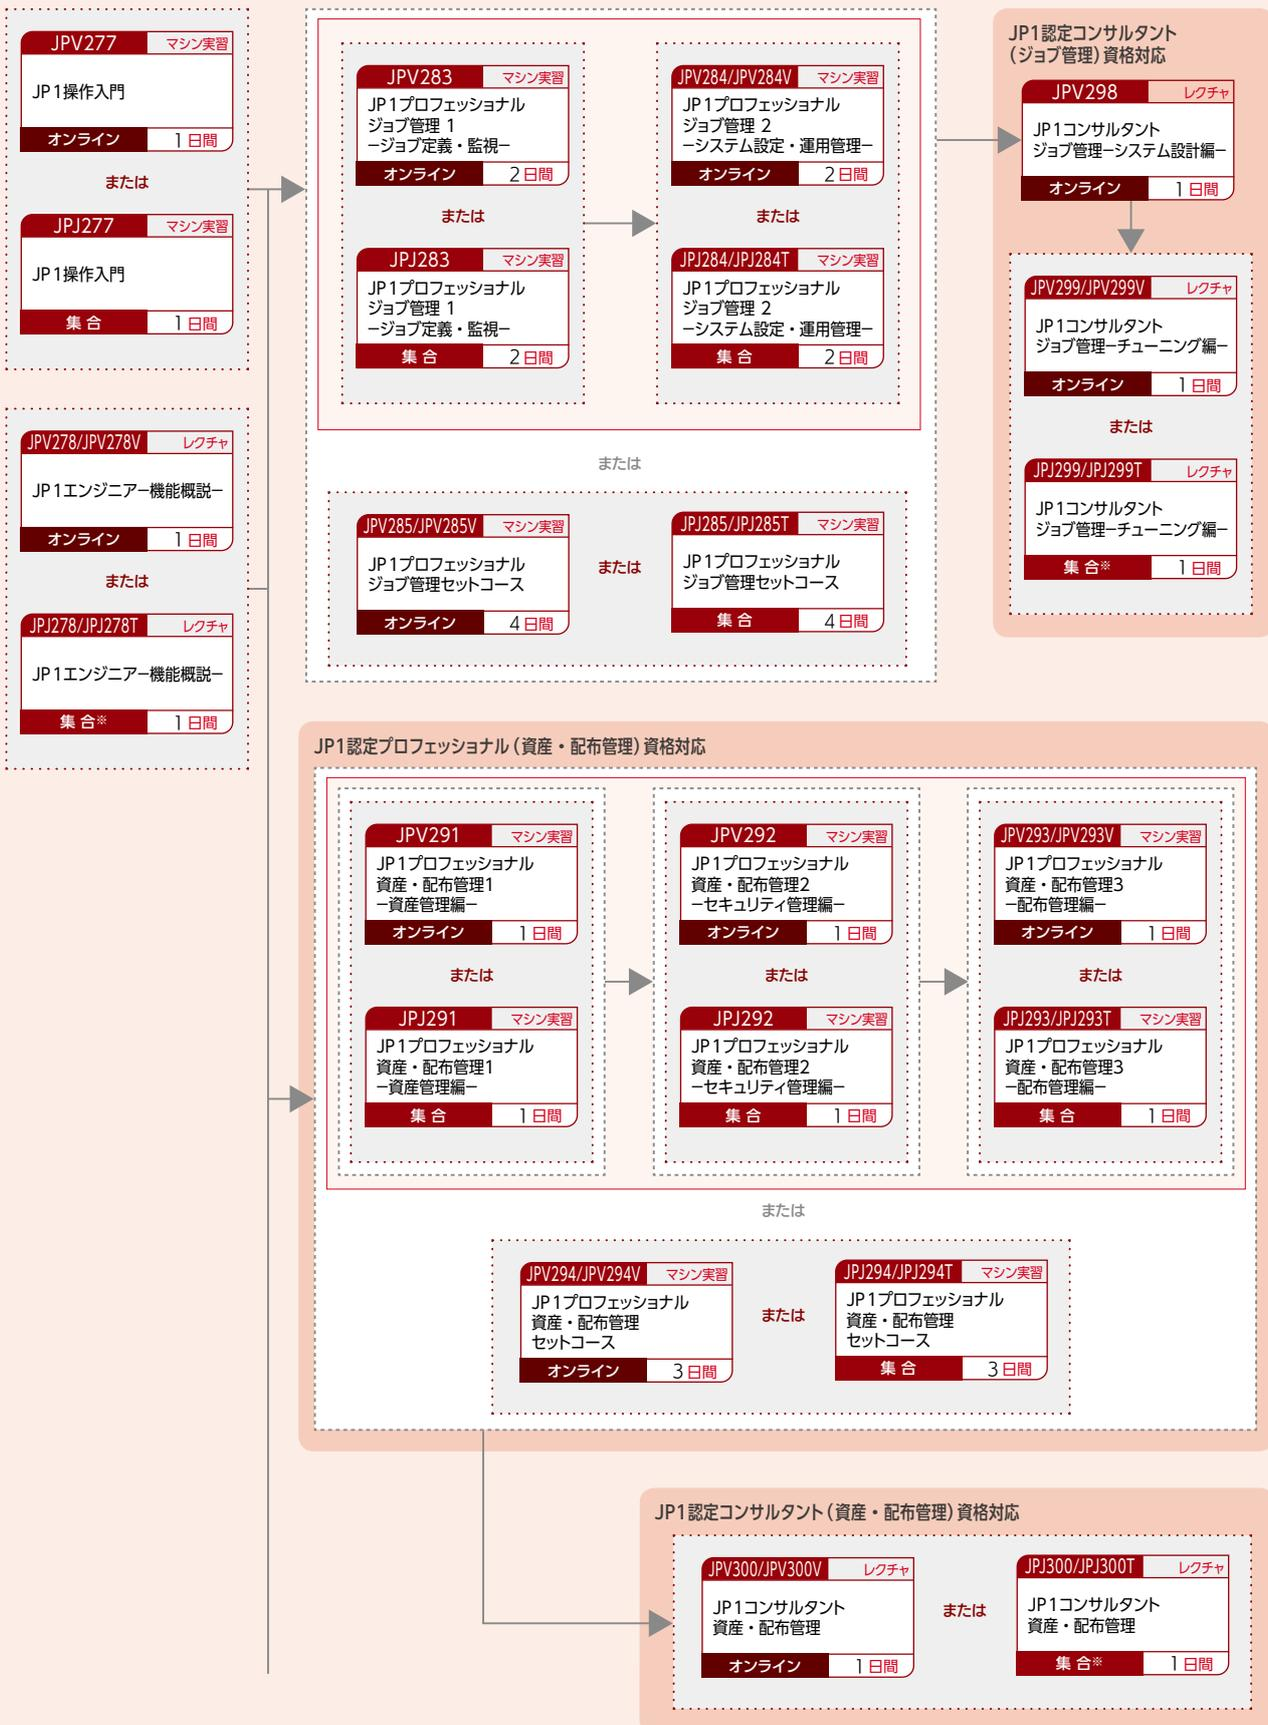 JPV277 マシン実習
JP1操作入門
オンライン 1日間
または
JPJ277 マシン実習
JP1操作入門
集合 1日間
JPV278/JPV278V レクチャ
JP1エンジニアー機能概説ー
オンライン 1日間
または
JPJ278/JPJ278T レクチャ
JP1エンジニアー機能概説ー
集合※ 1日間
JPV283 マシン実習
JP1プロフェッショナル
ジョブ管理 1
ージョブ定義・監視ー
オンライン 2日間
または
JPJ283 マシン実習
JP1プロフェッショナル
ジョブ管理 1
ージョブ定義・監視ー
集合 2日間
JPV284/JPV284V マシン実習
JP1プロフェッショナル
ジョブ管理 2
ーシステム設定・運用管理ー
オンライン 2日間
または
JPJ284/JPJ284T マシン実習
JP1プロフェッショナル
ジョブ管理 2
ーシステム設定・運用管理ー
集合 2日間
または
JPV285/JPV285V マシン実習
JP1プロフェッショナル
ジョブ管理セットコース
オンライン 4日間
または
JPJ285/JPJ285T マシン実習
JP1プロフェッショナル
ジョブ管理セットコース
集合 4日間
JP1認定コンサルタント
(ジョブ管理)資格対応
JPV298 レクチャ
JP1コンサルタント
ジョブ管理ーシステム設計編ー
オンライン 1日間
JPV299/JPV299V レクチャ
JP1コンサルタント
ジョブ管理ーチューニング編ー
オンライン 1日間
または
JPJ299/JPJ299T レクチャ
JP1コンサルタント
ジョブ管理ーチューニング編ー
集合※ 1日間
JP1認定プロフェッショナル(資産・配布管理)資格対応
JPV291 マシン実習
JP1プロフェッショナル
資産・配布管理1
ー資産管理編ー
オンライン 1日間
または
JPJ291 マシン実習
JP1プロフェッショナル
資産・配布管理1
ー資産管理編ー
集合 1日間
JPV292 マシン実習
JP1プロフェッショナル
資産・配布管理2
ーセキュリティ管理編ー
オンライン 1日間
または
JPJ292 マシン実習
JP1プロフェッショナル
資産・配布管理2
ーセキュリティ管理編ー
集合 1日間
JPV293/JPV293V マシン実習
JP1プロフェッショナル
資産・配布管理3
ー配布管理編ー
オンライン 1日間
または
JPJ293/JPJ293T マシン実習
JP1プロフェッショナル
資産・配布管理3
ー配布管理編ー
集合 1日間
または
JPV294/JPV294V マシン実習
JP1プロフェッショナル
資産・配布管理
セットコース
オンライン 3日間
または
JPJ294/JPJ294T マシン実習
JP1プロフェッショナル
資産・配布管理
セットコース
集合 3日間
JP1認定コンサルタント(資産・配布管理)資格対応
JPV300/JPV300V レクチャ
JP1コンサルタント
資産・配布管理
オンライン 1日間
または
JPJ300/JPJ300T レクチャ
JP1コンサルタント
資産・配布管理
集合※ 1日間